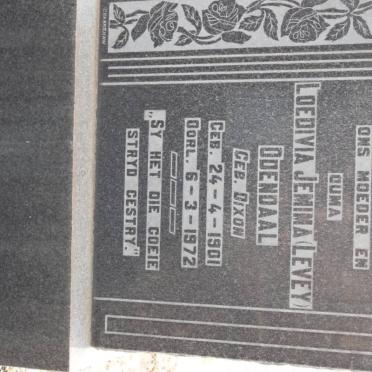 ONS MOEDER EN
OUMA
LOEDIVIA JEMIMA (LEVEY)
ODENDAAL
GEB. DIXON
GEB. 24-4-1901
OORL. 6-3-1972
"SY HET DIE GOEIE
STRYD GESTRY."